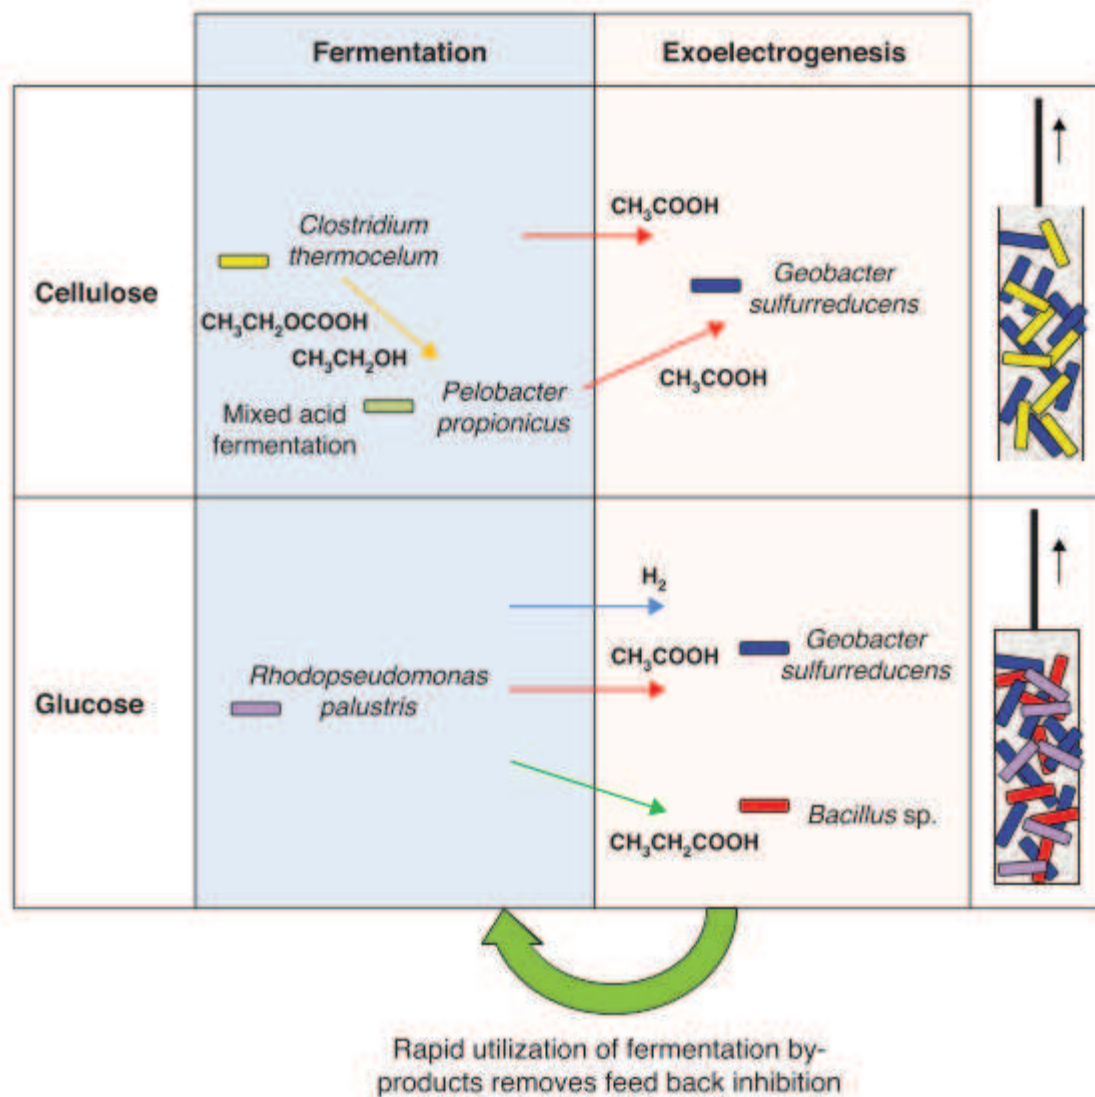 Fermentation
Exoelectrogenesis
Cellulose
Clostridium
thermocelum
CH3CH2OCOOH
CH3CH2OH
Mixed acid
fermentation
Pelobacter
propionicus
CH3COOH
Geobacter
sulfurreducens
CH3COOH
Glucose
Rhodopseudomonas
palustris
H2
CH3COOH
Geobacter
sulfurreducens
Bacillus sp.
CH3CH2COOH
Rapid utilization of fermentation by-
products removes feed back inhibition